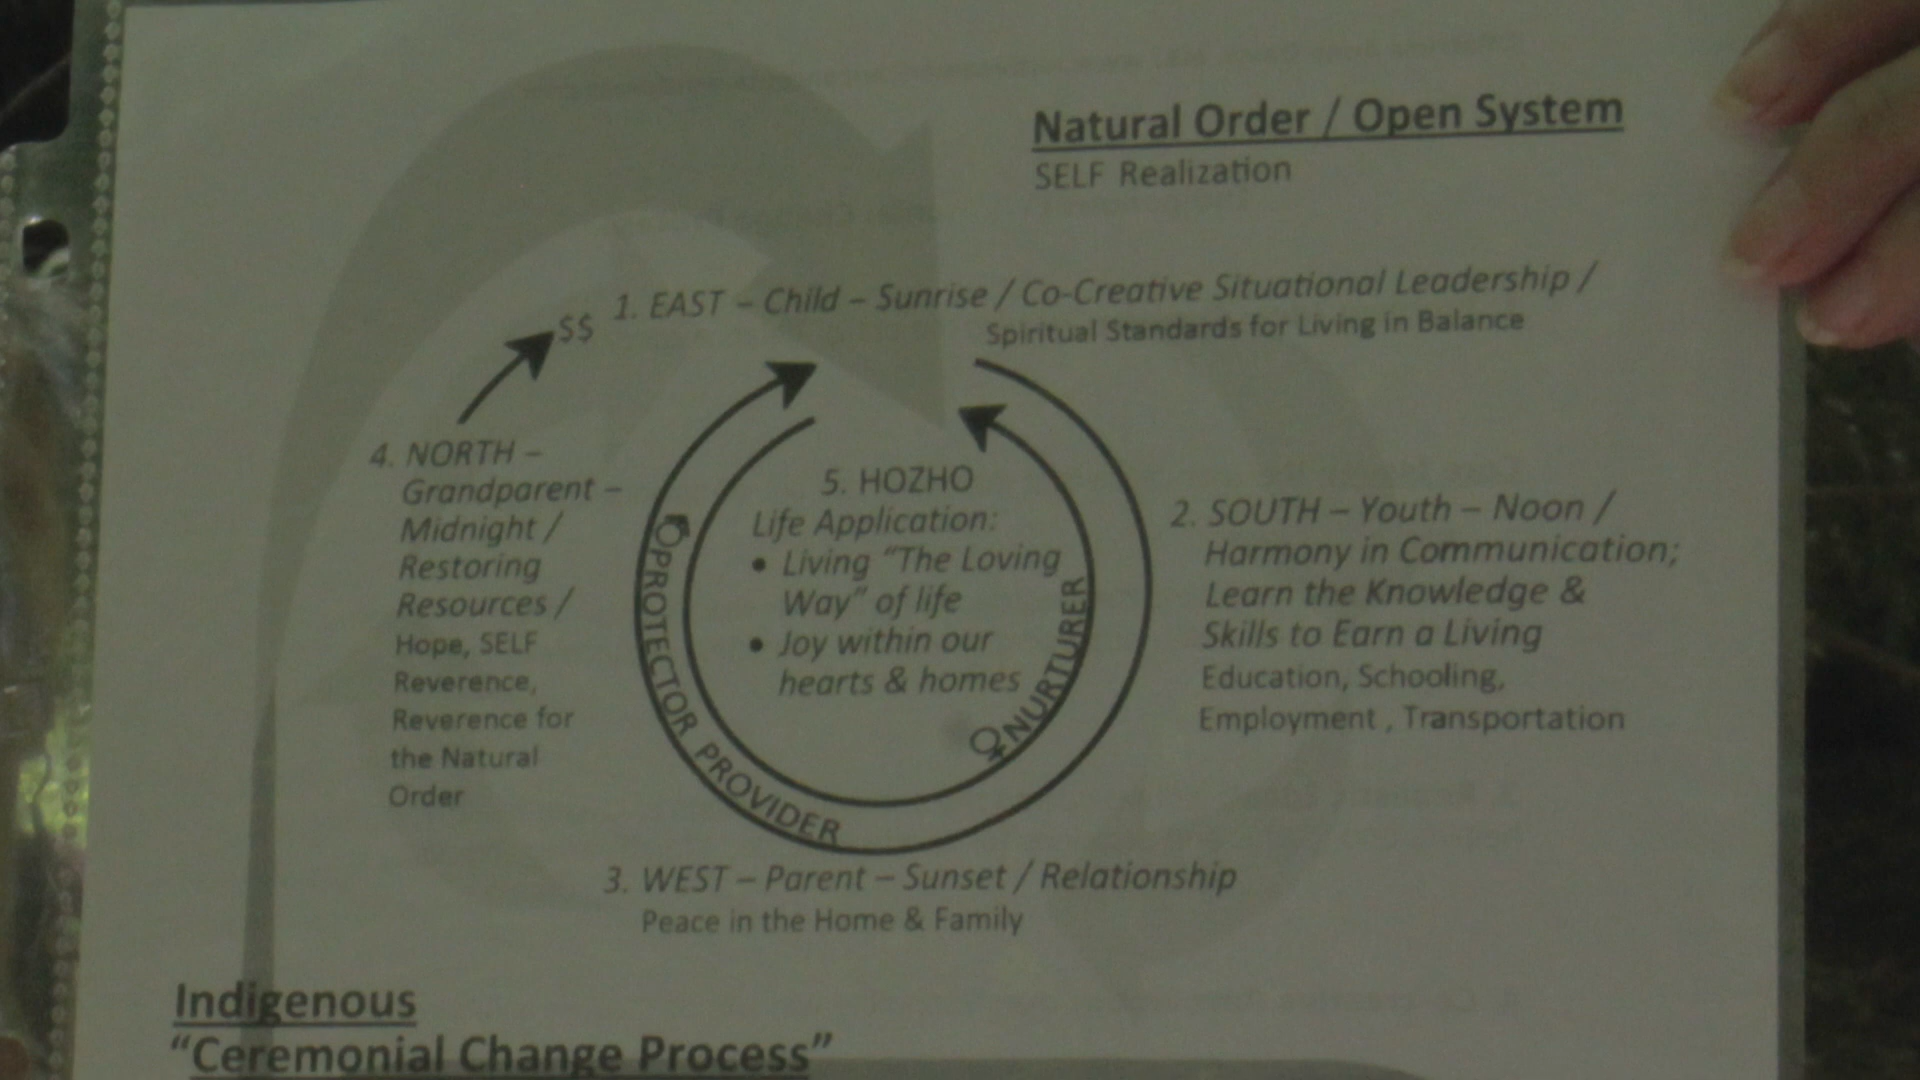 Natural Order / Open System
SELF Realization
1. EAST – Child – Sunrise / Co-Creative Situational Leadership /
Spiritual Standards for Living in Balance
$$
4. NORTH –
Grandparent –
Midnight /
Restoring
Resources /
Hope, SELF
Reverence,
Reverence for
the Natural
Order
♂PROTECTOR PROVIDER
5. HOZHO
Life Application:
• Living “The Loving
Way” of life
• Joy within our
hearts & homes
♀NURTURER
2. SOUTH – Youth – Noon /
Harmony in Communication;
Learn the Knowledge &
Skills to Earn a Living
Education, Schooling,
Employment , Transportation
3. WEST – Parent – Sunset / Relationship
Peace in the Home & Family
Indigenous
“Ceremonial Change Process”